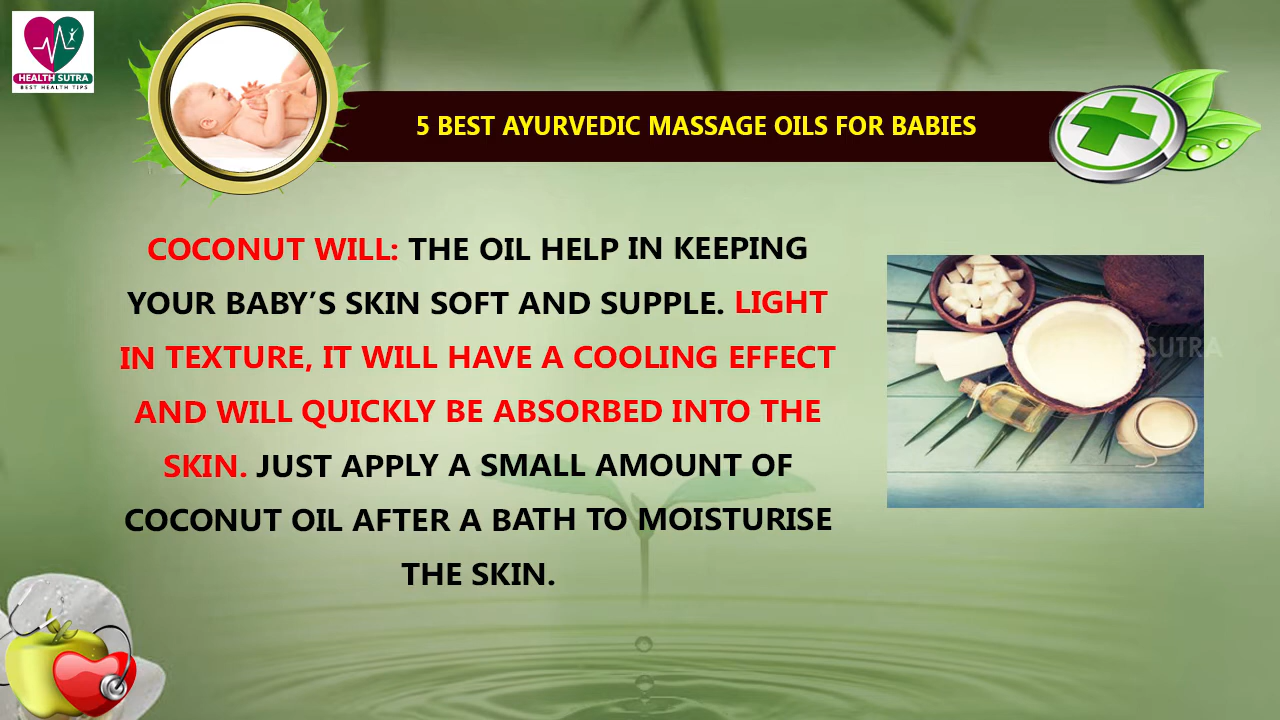 HEALTH SUTRA
BEST HEALTH TIPS
5 BEST AYURVEDIC MASSAGE OILS FOR BABIES
COCONUT WILL: THE OIL HELP IN KEEPING
YOUR BABY’S SKIN SOFT AND SUPPLE. LIGHT
IN TEXTURE, IT WILL HAVE A COOLING EFFECT
AND WILL QUICKLY BE ABSORBED INTO THE
SKIN. JUST APPLY A SMALL AMOUNT OF
COCONUT OIL AFTER A BATH TO MOISTURISE
THE SKIN.
SUTRA